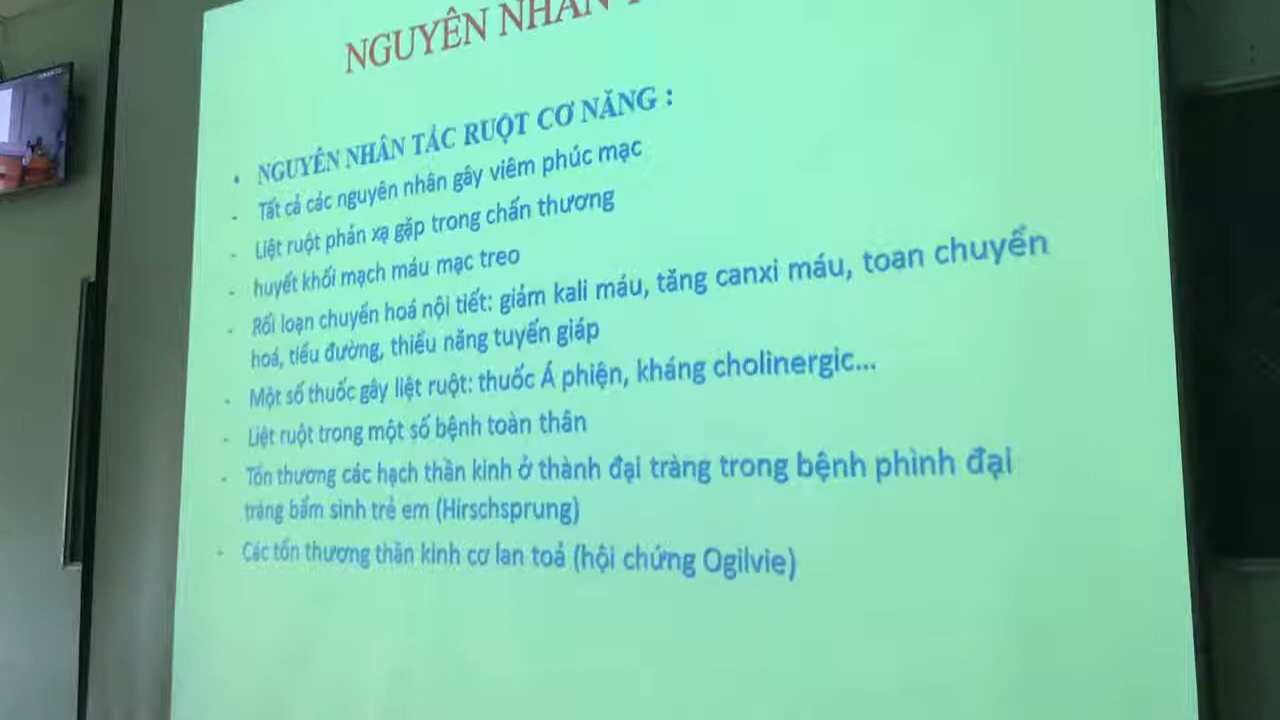 NGUYÊN NHÂN
• NGUYÊN NHÂN TẮC RUỘT CƠ NĂNG :
- Tất cả các nguyên nhân gây viêm phúc mạc
- Liệt ruột phản xạ gặp trong chấn thương
- huyết khối mạch máu mạc treo
- Rối loạn chuyển hoá nội tiết: giảm kali máu, tăng canxi máu, toan chuyển
hoá, tiểu đường, thiểu năng tuyến giáp
- Một số thuốc gây liệt ruột: thuốc Á phiện, kháng cholinergic...
- Liệt ruột trong một số bệnh toàn thân
- Tổn thương các hạch thần kinh ở thành đại tràng trong bệnh phình đại
tràng bẩm sinh trẻ em (Hirschsprung)
- Các tổn thương thần kinh cơ lan toả (hội chứng Ogilvie)